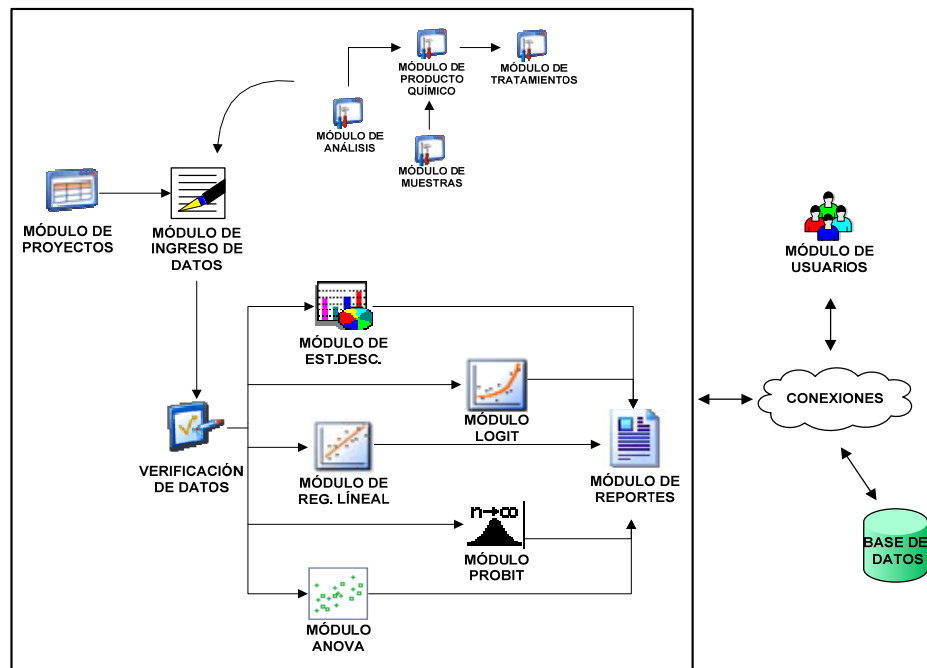 MÓDULO DE
PRODUCTO
QUÍMICO
MÓDULO DE
TRATAMIENTOS
MÓDULO DE
ANÁLISIS
MÓDULO DE
MUESTRAS
MÓDULO DE
PROYECTOS
MÓDULO DE
INGRESO DE
DATOS
MÓDULO DE
USUARIOS
MÓDULO DE
EST.DESC.
CONEXIONES
MÓDULO
LOGIT
VERIFICACIÓN
DE DATOS
MÓDULO DE
REG. LÍNEAL
MÓDULO DE
REPORTES
n→∞
MÓDULO
PROBIT
BASE DE
DATOS
MÓDULO
ANOVA